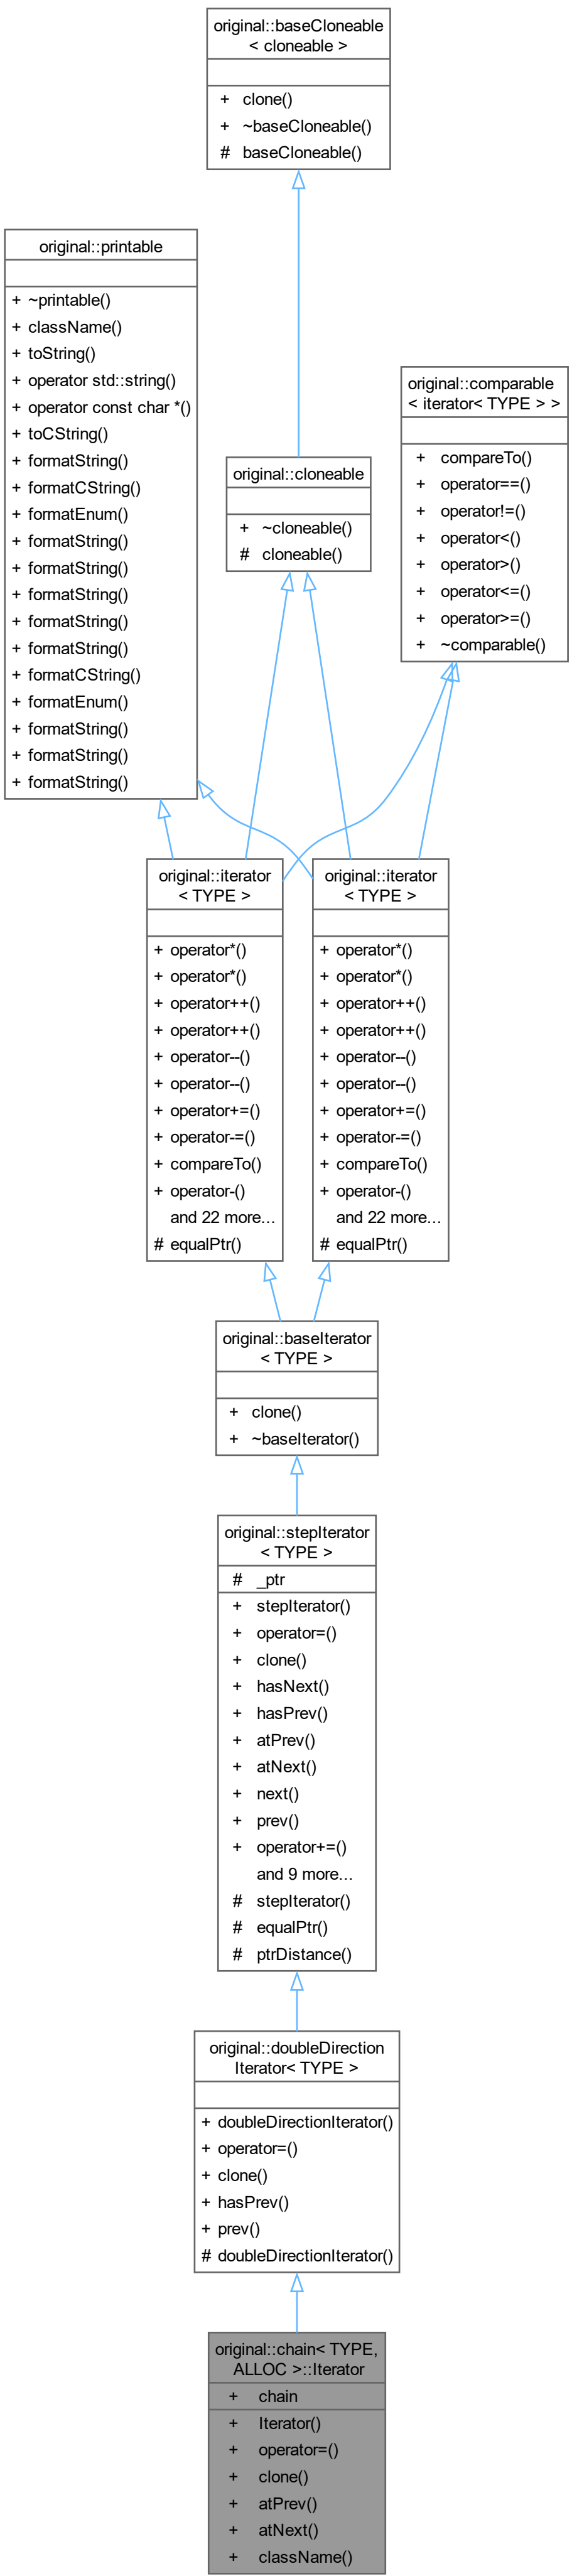 original::baseCloneable
< cloneable >
+ clone()
+ ~baseCloneable()
# baseCloneable()
original::printable
+ ~printable()
+ className()
+ toString()
+ operator std::string()
+ operator const char *()
+ toCString()
+ formatString()
+ formatCString()
+ formatEnum()
+ formatString()
+ formatString()
+ formatString()
+ formatString()
+ formatString()
+ formatCString()
+ formatEnum()
+ formatString()
+ formatString()
+ formatString()
original::cloneable
+ ~cloneable()
# cloneable()
original::comparable
< iterator< TYPE > >
+ compareTo()
+ operator==()
+ operator!=()
+ operator<()
+ operator>()
+ operator<=()
+ operator>=()
+ ~comparable()
original::iterator
< TYPE >
+ operator*()
+ operator*()
+ operator++()
+ operator++()
+ operator--()
+ operator--()
+ operator+=()
+ operator-=()
+ compareTo()
+ operator-()
and 22 more...
# equalPtr()
original::iterator
< TYPE >
+ operator*()
+ operator*()
+ operator++()
+ operator++()
+ operator--()
+ operator--()
+ operator+=()
+ operator-=()
+ compareTo()
+ operator-()
and 22 more...
# equalPtr()
original::baseIterator
< TYPE >
+ clone()
+ ~baseIterator()
original::stepIterator
< TYPE >
# _ptr
+ stepIterator()
+ operator=()
+ clone()
+ hasNext()
+ hasPrev()
+ atPrev()
+ atNext()
+ next()
+ prev()
+ operator+=()
and 9 more...
# stepIterator()
# equalPtr()
# ptrDistance()
original::doubleDirection
Iterator< TYPE >
+ doubleDirectionIterator()
+ operator=()
+ clone()
+ hasPrev()
+ prev()
# doubleDirectionIterator()
original::chain< TYPE,
ALLOC >::Iterator
+ chain
+ Iterator()
+ operator=()
+ clone()
+ atPrev()
+ atNext()
+ className()